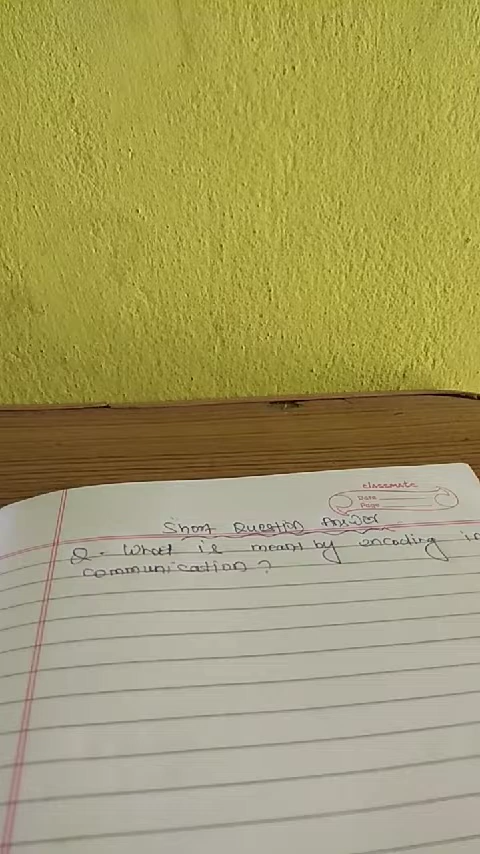 classmate
Date
Page
Short Question Answer
Q - What is meant by encoding in
communication ?